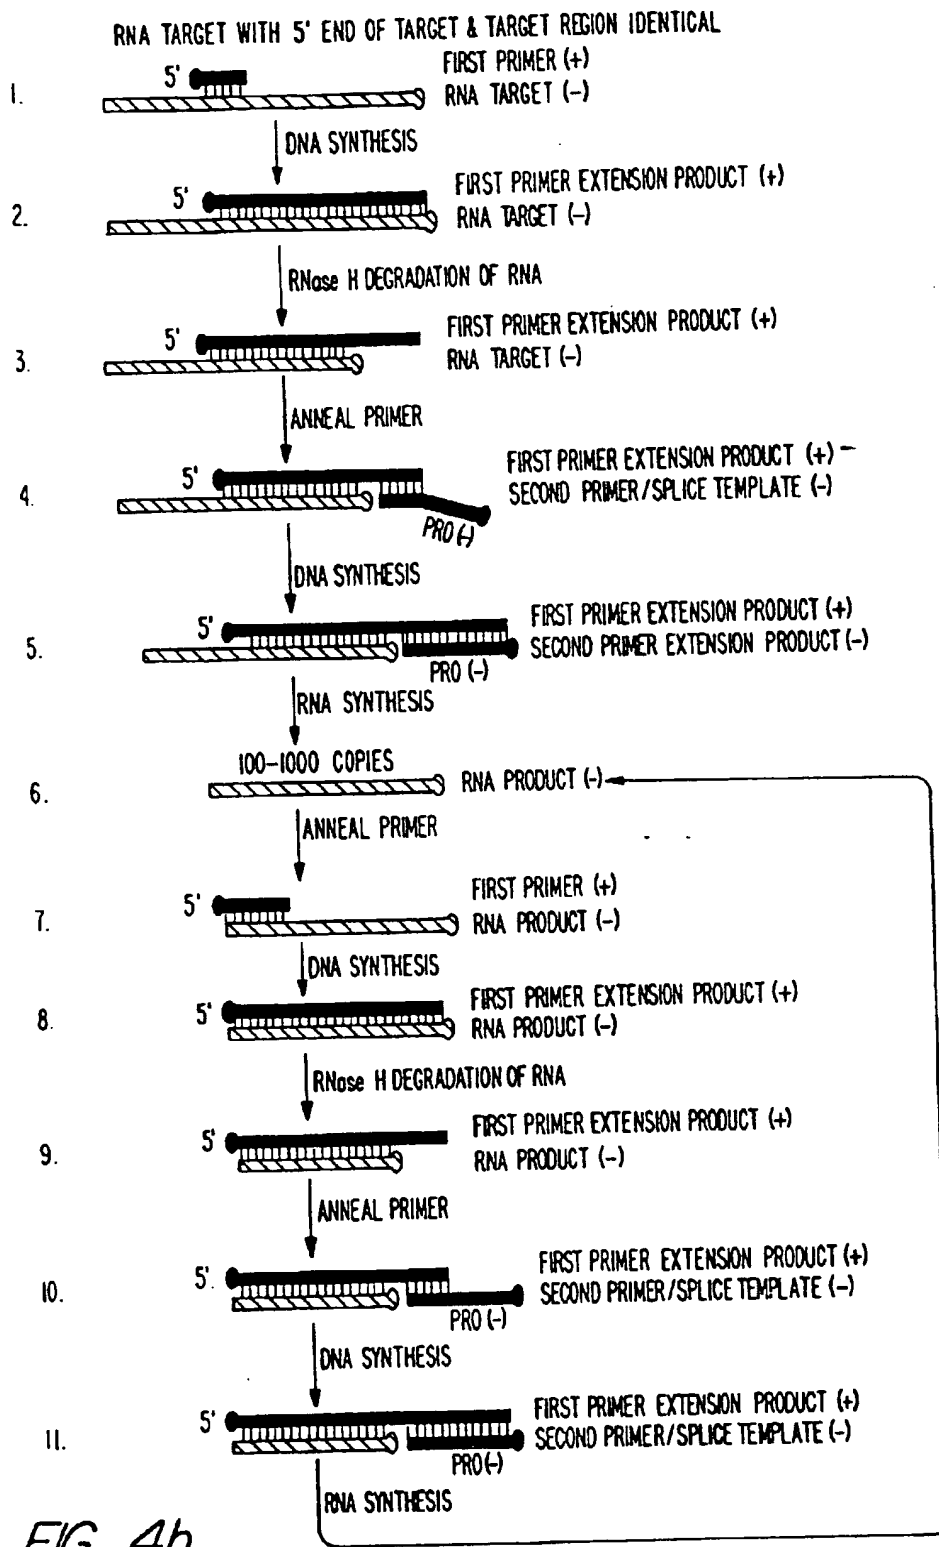 RNA TARGET WITH 5' END OF TARGET & TARGET REGION IDENTICAL
1.
5'
FIRST PRIMER (+)
RNA TARGET (-)
DNA SYNTHESIS
2.
5'
FIRST PRIMER EXTENSION PRODUCT (+)
RNA TARGET (-)
RNase H DEGRADATION OF RNA
3.
5'
FIRST PRIMER EXTENSION PRODUCT (+)
RNA TARGET (-)
ANNEAL PRIMER
4.
5'
FIRST PRIMER EXTENSION PRODUCT (+)
SECOND PRIMER/SPLICE TEMPLATE (-)
PRO (-)
DNA SYNTHESIS
5.
5'
FIRST PRIMER EXTENSION PRODUCT (+)
SECOND PRIMER EXTENSION PRODUCT (-)
PRO (-)
RNA SYNTHESIS
6.
100-1000 COPIES
RNA PRODUCT (-)
ANNEAL PRIMER
7.
5'
FIRST PRIMER (+)
RNA PRODUCT (-)
DNA SYNTHESIS
8.
5'
FIRST PRIMER EXTENSION PRODUCT (+)
RNA PRODUCT (-)
RNase H DEGRADATION OF RNA
9.
5'
FIRST PRIMER EXTENSION PRODUCT (+)
RNA PRODUCT (-)
ANNEAL PRIMER
10.
5'
FIRST PRIMER EXTENSION PRODUCT (+)
SECOND PRIMER/SPLICE TEMPLATE (-)
PRO (-)
DNA SYNTHESIS
11.
5'
FIRST PRIMER EXTENSION PRODUCT (+)
SECOND PRIMER/SPLICE TEMPLATE (-)
PRO (-)
RNA SYNTHESIS
FIG. 4b